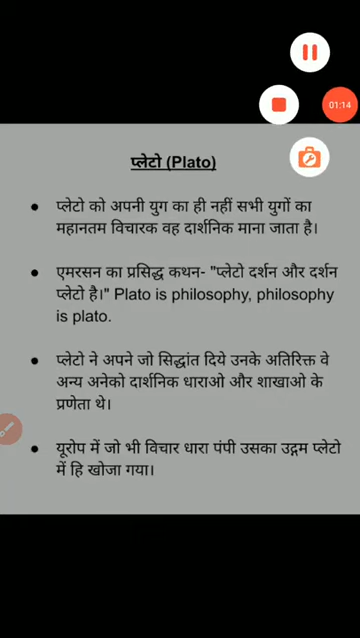 01:14
प्लेटो (Plato)
● प्लेटो को अपनी युग का ही नहीं सभी युगों का
महानतम विचारक वह दार्शनिक माना जाता है।
● एमरसन का प्रसिद्ध कथन- "प्लेटो दर्शन और दर्शन
प्लेटो है।" Plato is philosophy, philosophy
is plato.
● प्लेटो ने अपने जो सिद्धांत दिये उनके अतिरिक्त वे
अन्य अनेको दार्शनिक धाराओ और शाखाओ के
प्रणेता थे।
● यूरोप में जो भी विचार धारा पंपी उसका उद्गम प्लेटो
में हि खोजा गया।